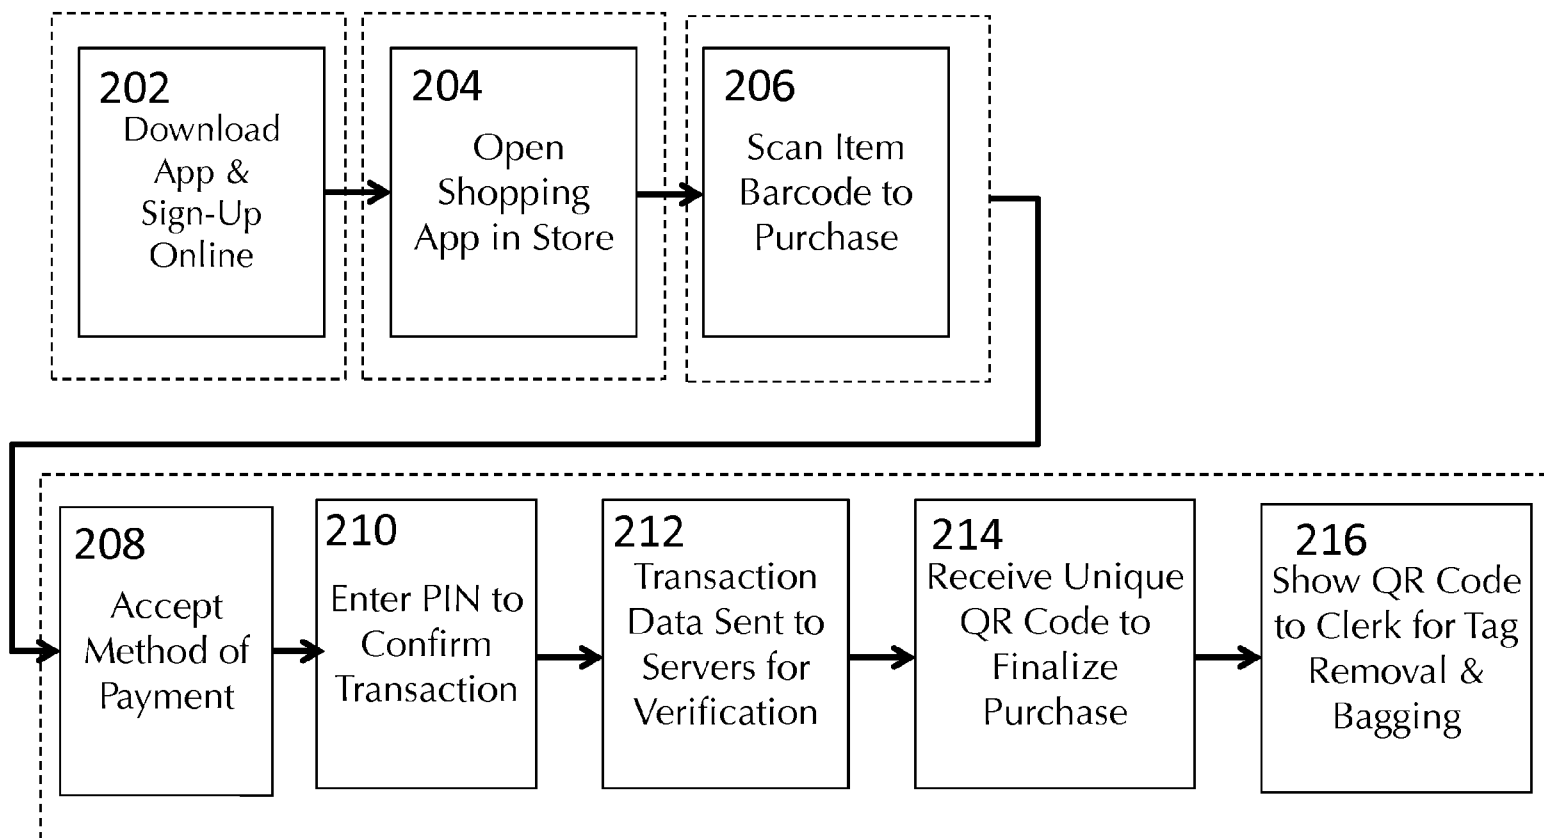 202
Download
App &
Sign-Up
Online
204
Open
Shopping
App in Store
206
Scan Item
Barcode to
Purchase
208
Accept
Method of
Payment
210
Enter PIN to
Confirm
Transaction
212
Transaction
Data Sent to
Servers for
Verification
214
Receive Unique
QR Code to
Finalize
Purchase
216
Show QR Code
to Clerk for Tag
Removal &
Bagging